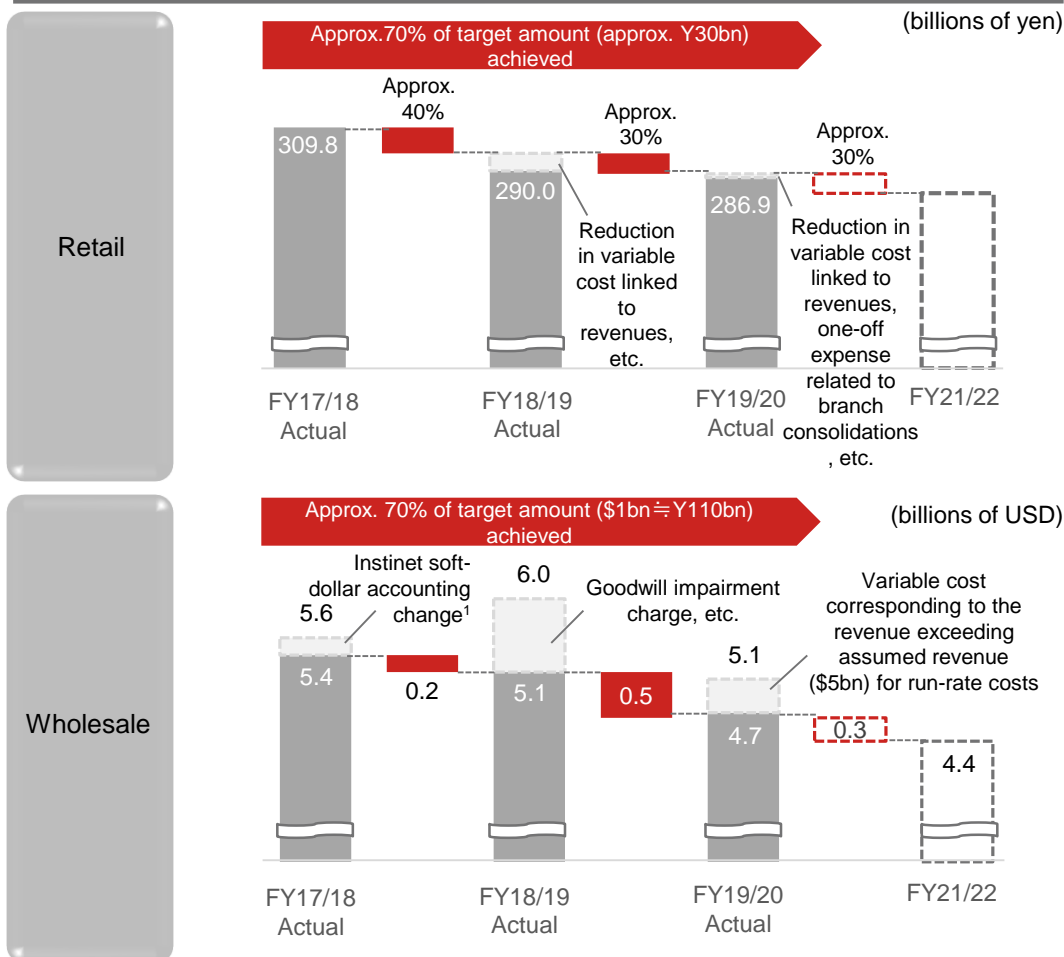 (billions of yen)
Retail
Approx.70% of target amount (approx. Y30bn)
achieved
309.8
Approx.
40%
290.0
Reduction
in variable
cost linked
to
revenues,
etc.
Approx.
30%
286.9
Reduction in
variable cost
linked to
revenues,
one-off
expense
related to
branch
consolidations
, etc.
Approx.
30%
FY17/18
Actual
FY18/19
Actual
FY19/20
Actual
FY21/22
Wholesale
Approx. 70% of target amount ($1bn≒Y110bn)
achieved
(billions of USD)
5.6
5.4
Instinet soft-
dollar accounting
change1
0.2
6.0
5.1
Goodwill impairment
charge, etc.
0.5
5.1
4.7
Variable cost
corresponding to the
revenue exceeding
assumed revenue
($5bn) for run-rate costs
0.3
4.4
FY17/18
Actual
FY18/19
Actual
FY19/20
Actual
FY21/22